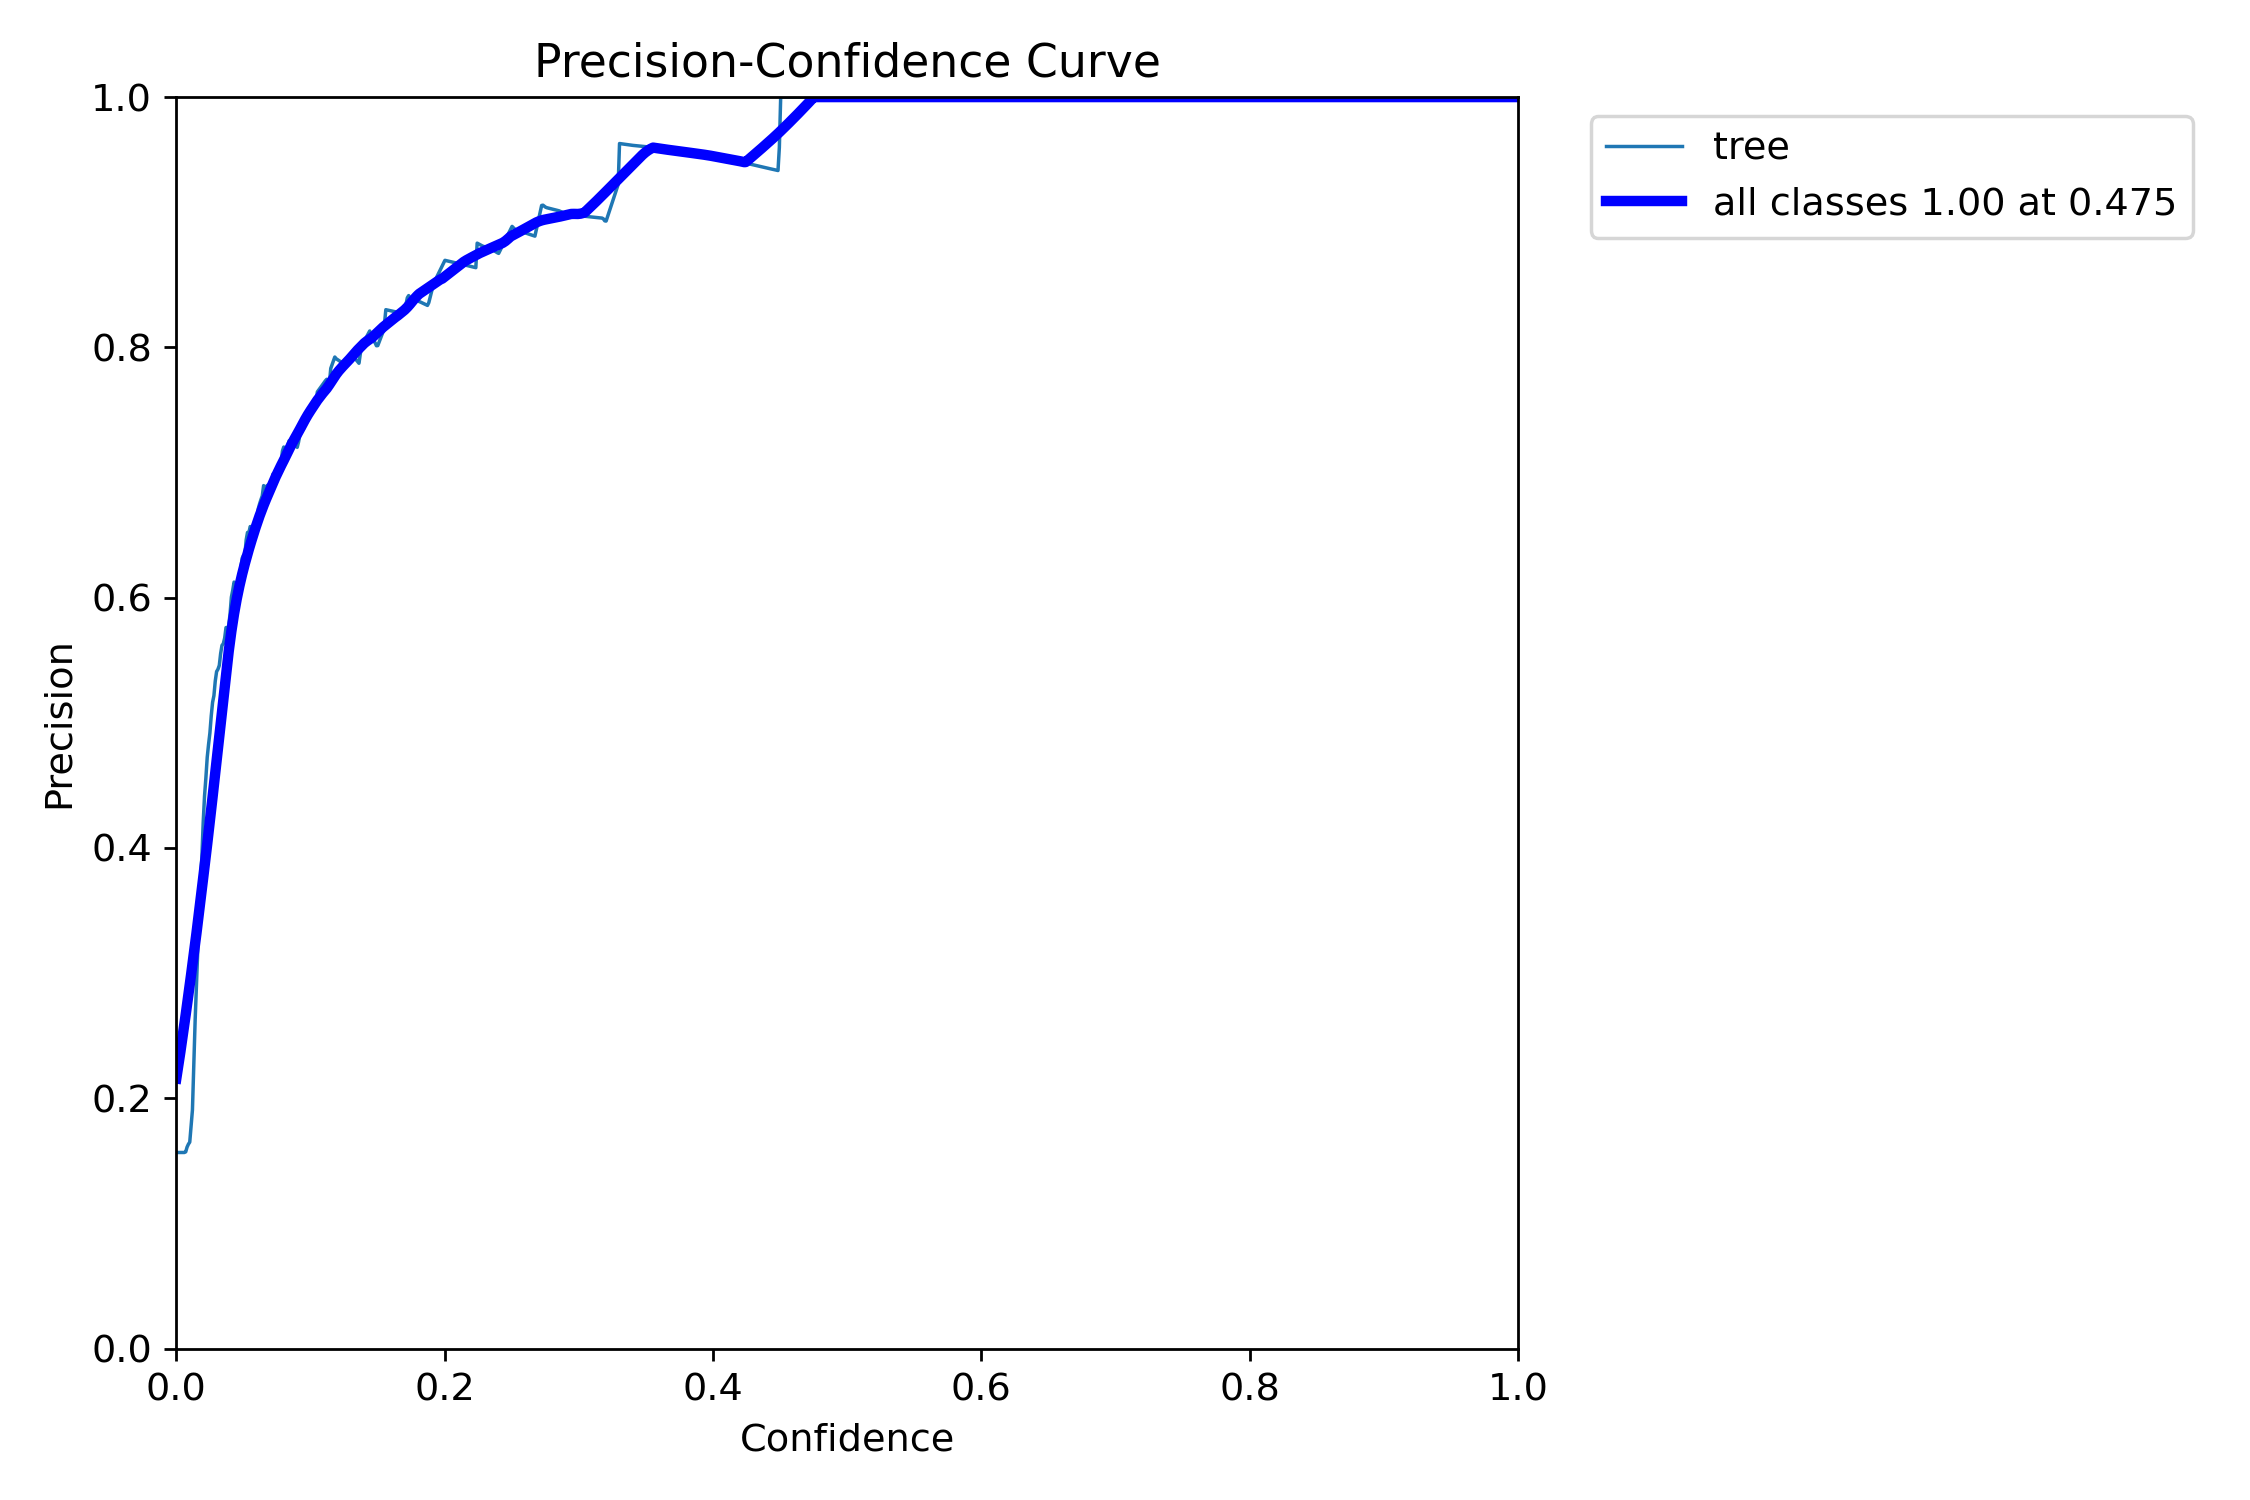 Precision-Confidence Curve
1.0
0.8
0.6
0.4
0.2
0.0
Precision
0.0 0.2 0.4 0.6 0.8 1.0
Confidence
tree
all classes 1.00 at 0.475